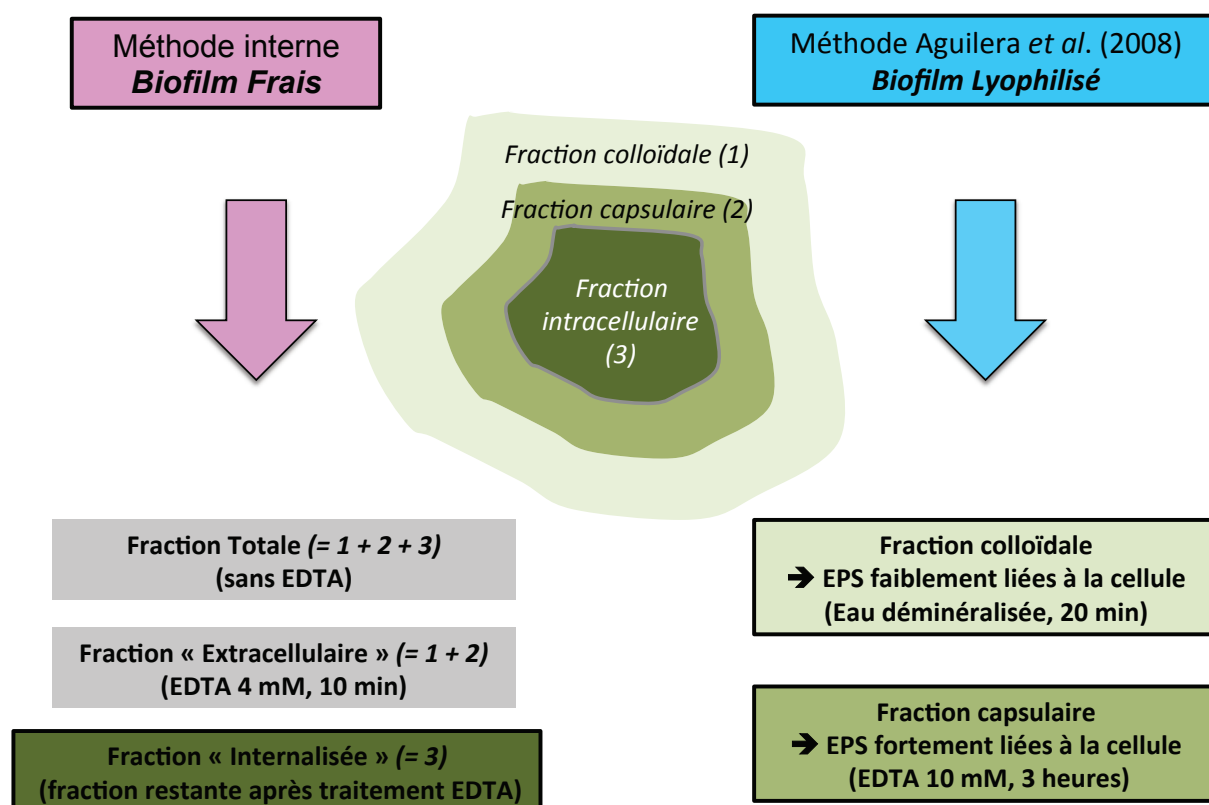 Méthode interne
Biofilm Frais
Méthode Aguilera et al. (2008)
Biofilm Lyophilisé
Fraction colloïdale (1)
Fraction capsulaire (2)
Fraction
intracellulaire
(3)
Fraction Totale (= 1 + 2 + 3)
(sans EDTA)
Fraction « Extracellulaire » (= 1 + 2)
(EDTA 4 mM, 10 min)
Fraction « Internalisée » (= 3)
(fraction restante après traitement EDTA)
Fraction colloïdale
➔ EPS faiblement liées à la cellule
(Eau déminéralisée, 20 min)
Fraction capsulaire
➔ EPS fortement liées à la cellule
(EDTA 10 mM, 3 heures)